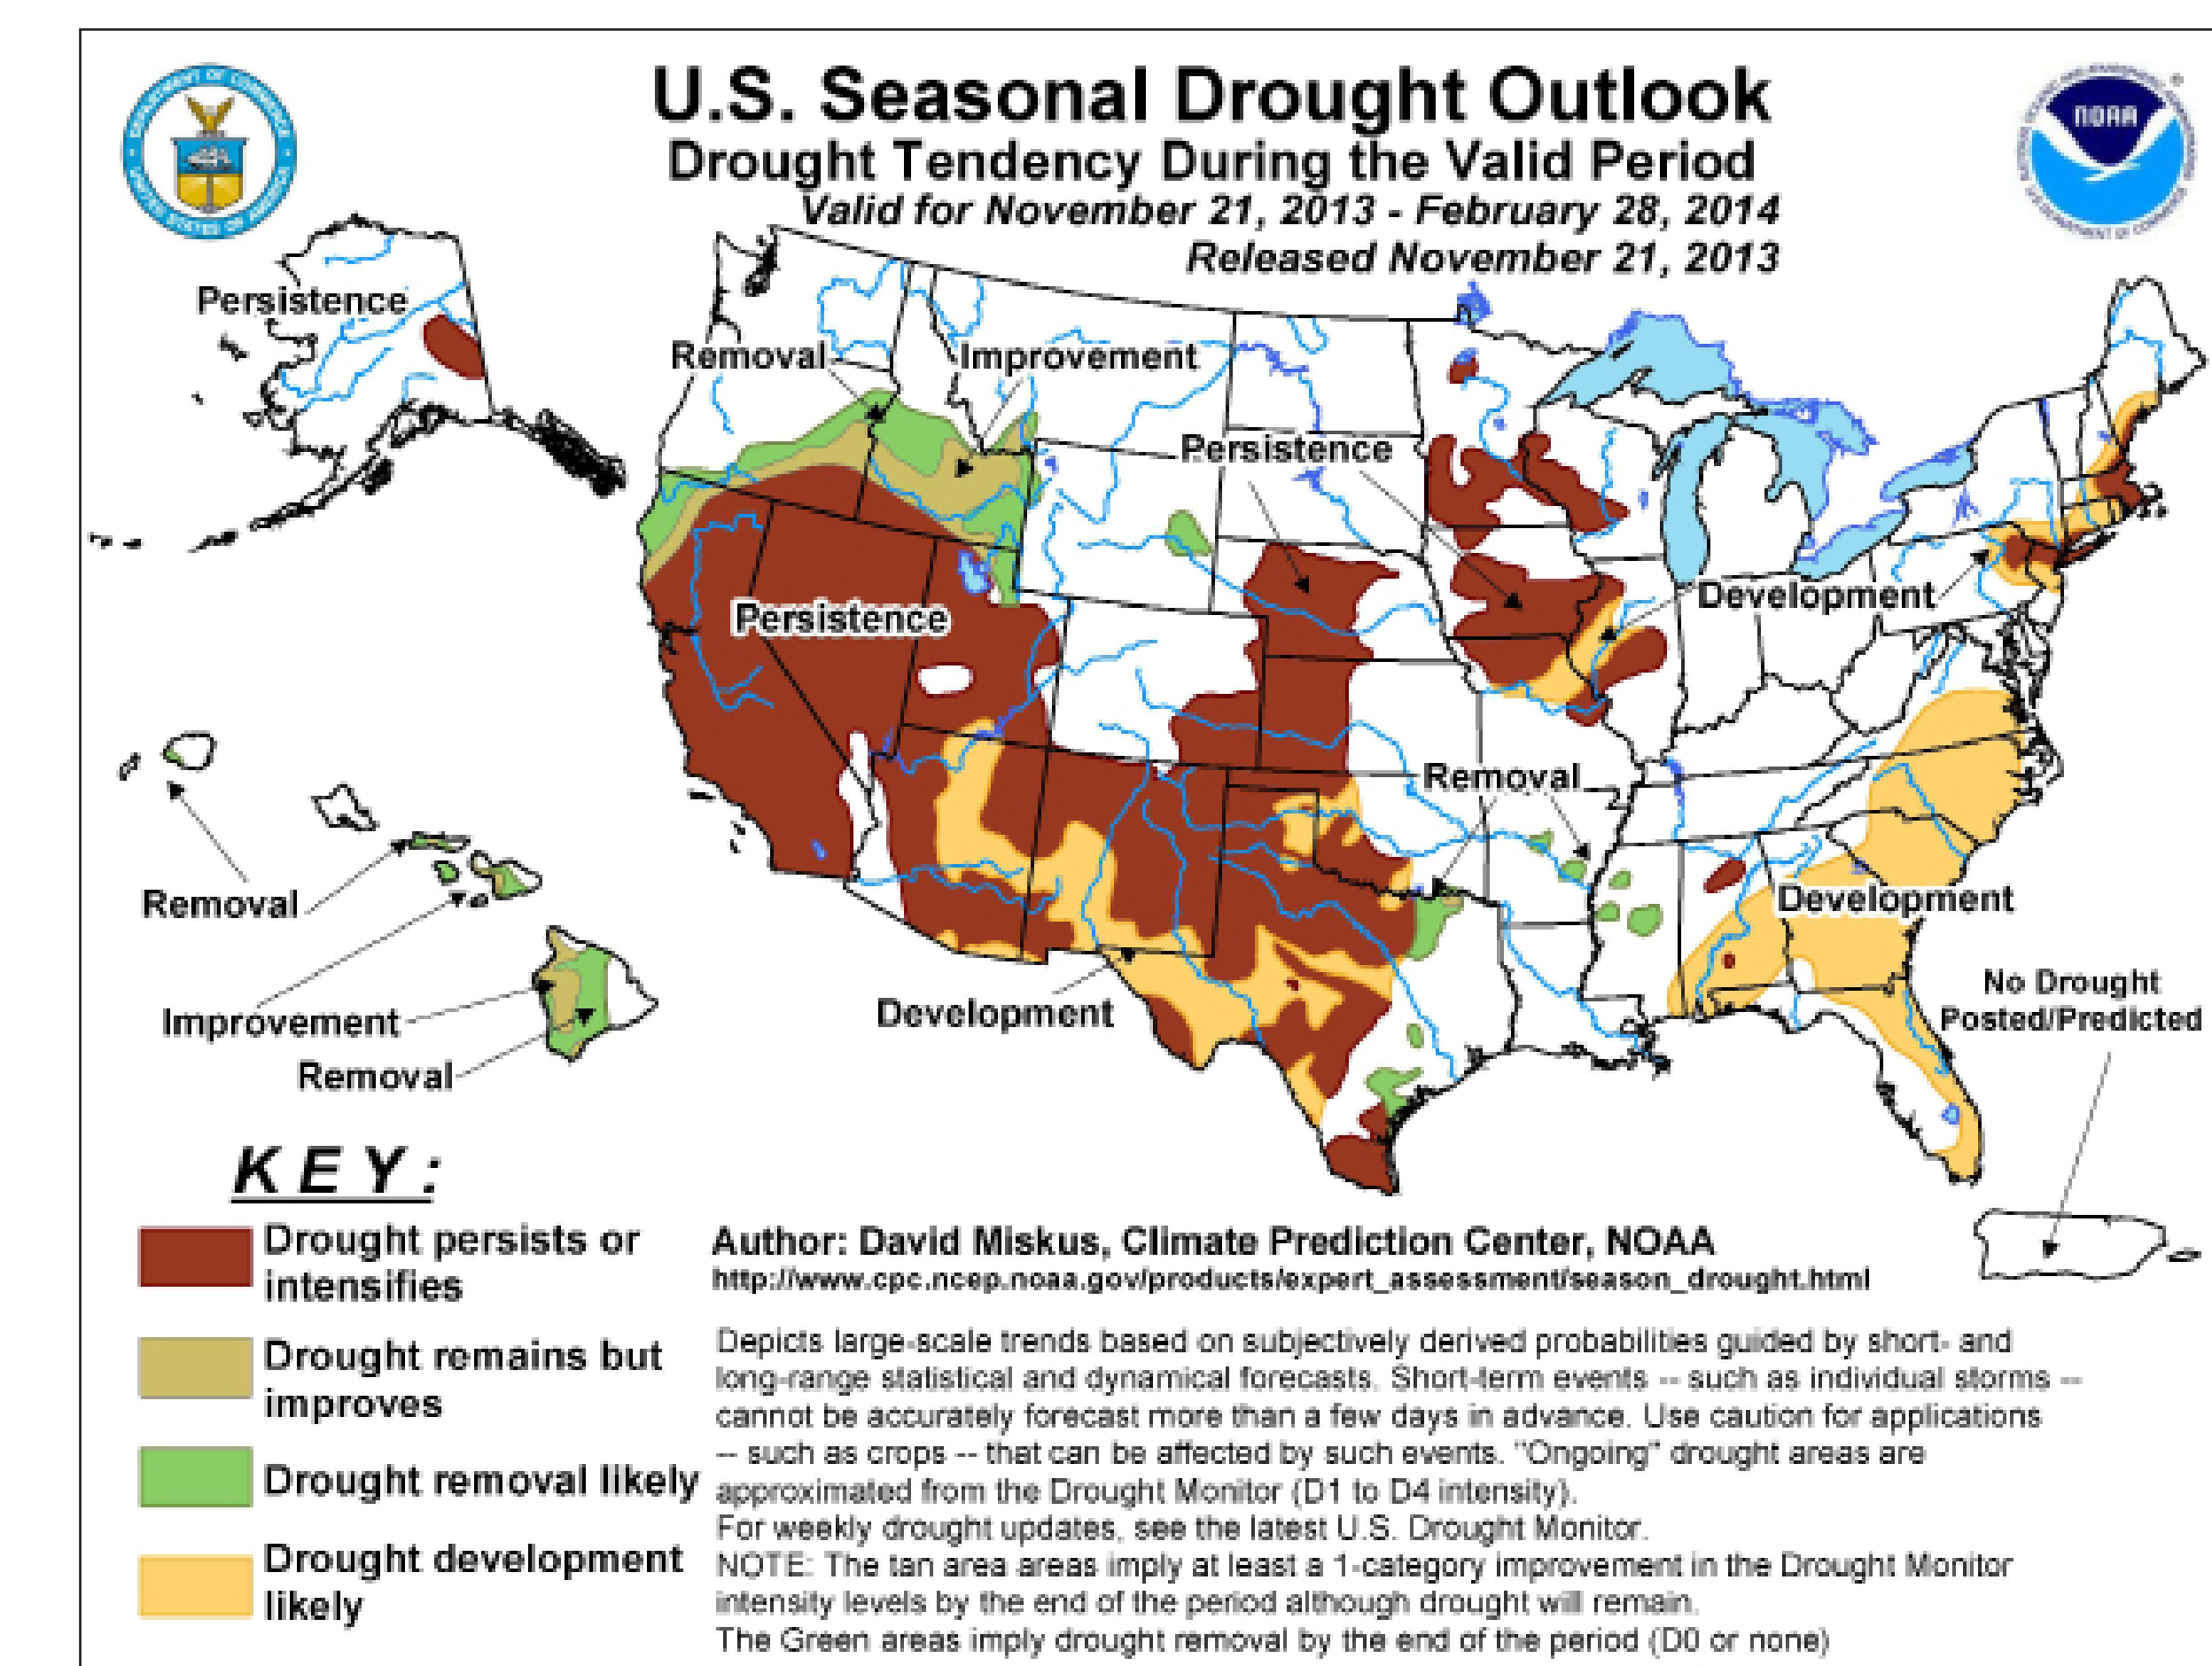 U.S. Seasonal Drought Outlook
Drought Tendency During the Valid Period
Valid for November 21, 2013 - February 28, 2014
Released November 21, 2013
DEPARTMENT OF COMMERCE
UNITED STATES OF AMERICA
NOAA
Persistence
Removal
Improvement
Persistence
Persistence
Development
Removal
Development
Development
No Drought
Posted/Predicted
Removal
Improvement
Removal
KEY:
Drought persists or
intensifies
Drought remains but
improves
Drought removal likely
Drought development
likely
Author: David Miskus, Climate Prediction Center, NOAA
http://www.cpc.ncep.noaa.gov/products/expert_assessment/season_drought.html
Depicts large-scale trends based on subjectively derived probabilities guided by short- and
long-range statistical and dynamical forecasts. Short-term events -- such as individual storms --
cannot be accurately forecast more than a few days in advance. Use caution for applications
-- such as crops -- that can be affected by such events. "Ongoing" drought areas are
approximated from the Drought Monitor (D1 to D4 intensity).
For weekly drought updates, see the latest U.S. Drought Monitor.
NOTE: The tan area areas imply at least a 1-category improvement in the Drought Monitor
intensity levels by the end of the period although drought will remain.
The Green areas imply drought removal by the end of the period (D0 or none)